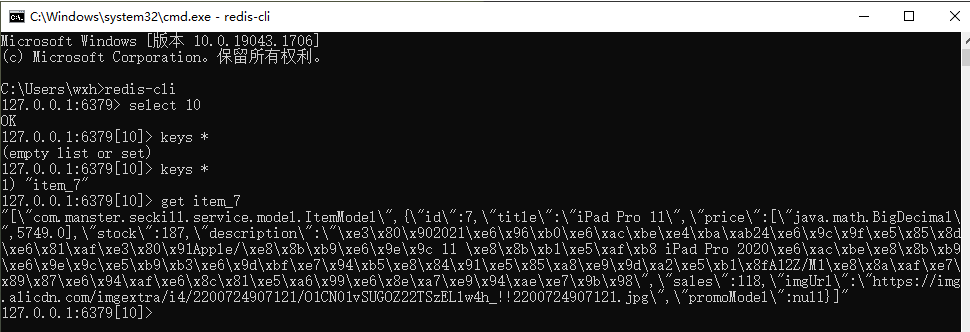 C:\Windows\system32\cmd.exe - redis-cli
Microsoft Windows [版本 10.0.19043.1706]
(c) Microsoft Corporation。保留所有权利。
C:\Users\wxh>redis-cli
127.0.0.1:6379> select 10
OK
127.0.0.1:6379[10]> keys *
(empty list or set)
127.0.0.1:6379[10]> keys *
1) "item_7"
127.0.0.1:6379[10]> get item_7
"[\"com.manster.seckill.service.model.ItemModel\",{\"id\":7,\"title\":\"iPad Pro 11\",\"price\":[\"java.math.BigDecimal\
",5749.0],\"stock\":187,\"description\":\"\xe3\x80\x902021\xe6\x96\xb0\xe6\xac\xbe\xe4\xba\xab24\xe6\x9c\x9f\xe5\x85\x8d
\xe6\x81\xaf\xe3\x80\x91Apple/\xe8\x8b\xb9\xe6\x9e\x9c 11 \xe8\x8b\xb1\xe5\xaf\xb8 iPad Pro 2020\xe6\xac\xbe\xe8\x8b\xb9
\xe6\x9e\x9c\xe5\xb9\xb3\xe6\x9d\xbf\xe7\x94\xb5\xe8\x84\x91\xe5\x85\xa8\xe9\x9d\xa2\xe5\xb1\x8fA12Z/M1\xe8\x8a\xaf\xe7\
x89\x87\xe6\x94\xaf\xe6\x8c\x81\xe5\xa6\x99\xe6\x8e\xa7\xe9\x94\xae\xe7\x9b\x98\",\"sales\":118,\"imgUrl\":\"https://img
.alicdn.com/imgextra/i4/2200724907121/O1CN01vSUGOZ22TSzEL1w4h_!!2200724907121.jpg\",\"promoModel\":null}]"
127.0.0.1:6379[10]>